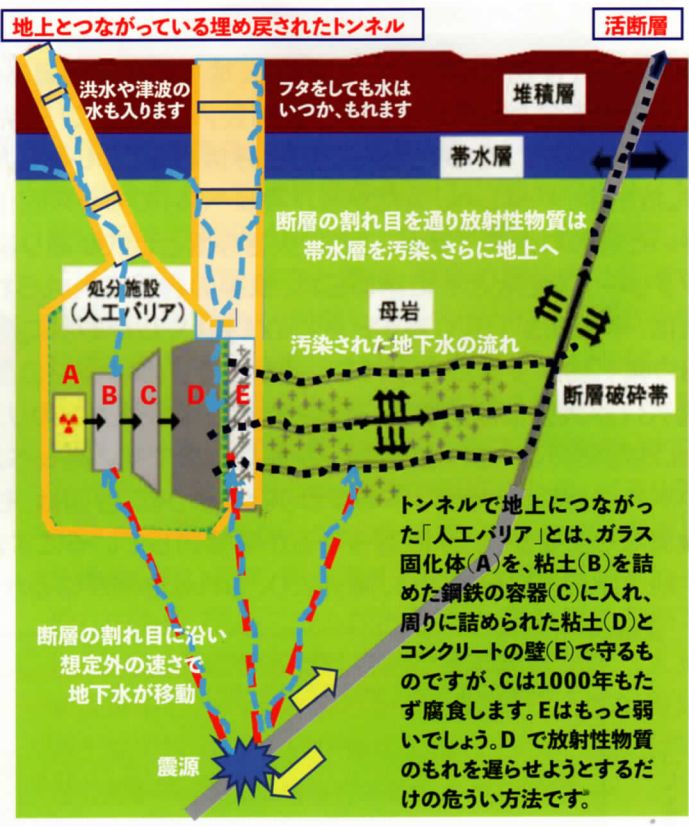 地上とつながっている埋め戻されたトンネル
活断層
洪水や津波の
水も入ります
フタをしても水は
いつか、もれます
堆積層
帯水層
断層の割れ目を通り放射性物質は
帯水層を汚染、さらに地上へ
処分施設
（人工バリア）
母岩
汚染された地下水の流れ
A
B
C
D
E
断層破砕帯
トンネルで地上につながっ
た「人工バリア」とは、ガラス
固化体（A）を、粘土（B）を詰
めた鋼鉄の容器（C）に入れ、
周りに詰められた粘土（D）と
コンクリートの壁（E）で守るも
のですが、Cは1000年もた
ず腐食します。Eはもっと弱
いでしょう。D で放射性物質
のもれを遅らせようとするだ
けの危うい方法です。
断層の割れ目に沿い
想定外の速さで
地下水が移動
震源